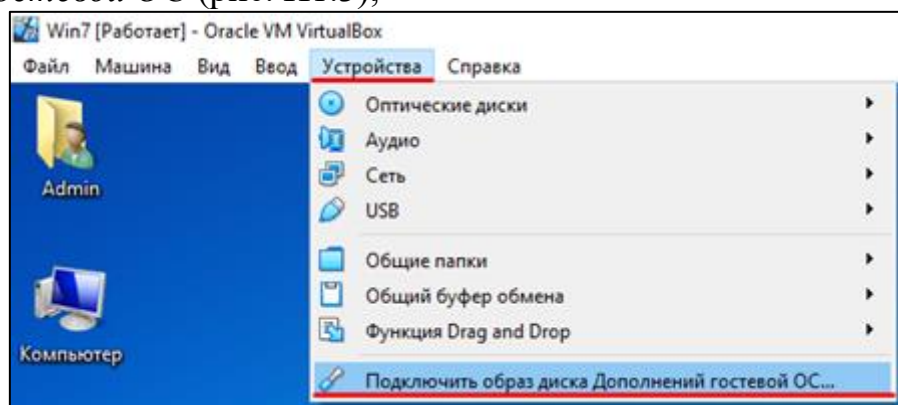 Win7 [Работает] - Oracle VM VirtualBox
Файл Машина Вид Ввод Устройства Справка
Admin
Компьютер
Оптические диски
Аудио
Сеть
USB
Общие папки
Общий буфер обмена
Функция Drag and Drop
Подключить образ диска Дополнений гостевой ОС...